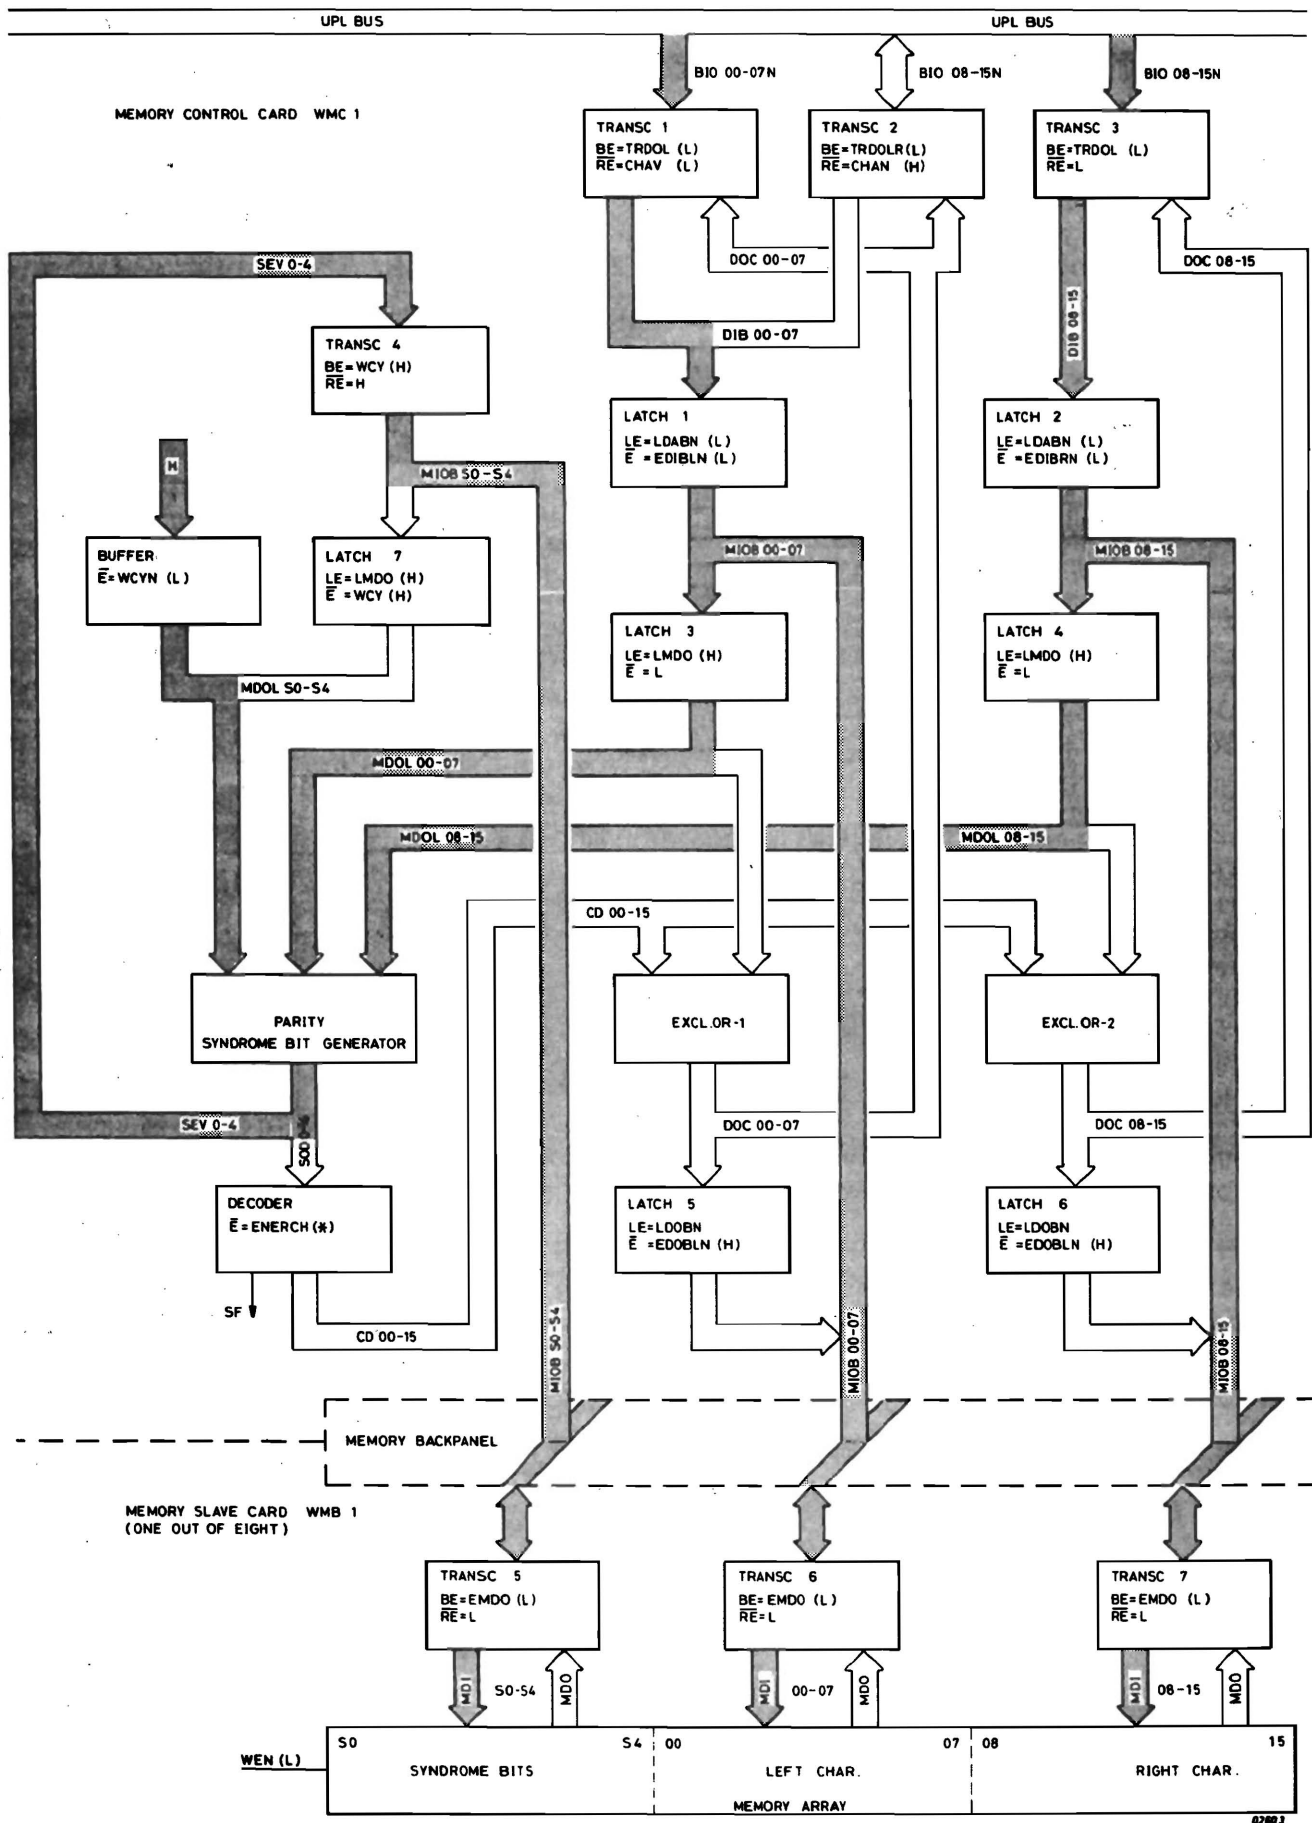 UPL BUS
UPL BUS
BIO 00-07N
BIO 08-15N
BIO 08-15N
MEMORY CONTROL CARD WMC 1
TRANSC 1
BE=TRDOL (L)
RE=CHAV (L)
TRANSC 2
BE=TRDOLR(L)
RE=CHAN (H)
TRANSC 3
BE=TRDOL (L)
RE=L
SEV 0-4
DOC 00-07
DOC 08-15
TRANSC 4
BE=WCY (H)
RE=H
DIB 00-07
DIB 08-15
LATCH 1
LE=LDABN (L)
E =EDIBLN (L)
LATCH 2
LE=LDABN (L)
E =EDIBRN (L)
H
MIOB S0-S4
BUFFER
E=WCYN (L)
LATCH 7
LE=LMDO (H)
E =WCY (H)
MIOB 00-07
MIOB 08-15
LATCH 3
LE=LMDO (H)
E =L
LATCH 4
LE=LMDO (H)
E =L
MDOL S0-S4
MDOL 00-07
MDOL 08-15
MDOL 08-15
CD 00-15
PARITY
SYNDROME BIT GENERATOR
EXCL.OR-1
EXCL.OR-2
SEV 0-4
SOD 0-4
DOC 00-07
DOC 08-15
DECODER
E=ENERCH(*)
LATCH 5
LE=LDOBN
E =EDOBLN (H)
LATCH 6
LE=LDOBN
E =EDOBLN (H)
SF
CD 00-15
MIOB S0-S4
MIOB 00-07
MIOB 08-15
MEMORY BACKPANEL
MEMORY SLAVE CARD WMB 1
(ONE OUT OF EIGHT)
TRANSC 5
BE=EMDO (L)
RE=L
TRANSC 6
BE=EMDO (L)
RE=L
TRANSC 7
BE=EMDO (L)
RE=L
MDI
S0-S4
MDO
MDI
00-07
MDO
MDI
08-15
MDO
S0
S4
00
07
08
15
WEN (L)
SYNDROME BITS
LEFT CHAR.
RIGHT CHAR.
MEMORY ARRAY
02603